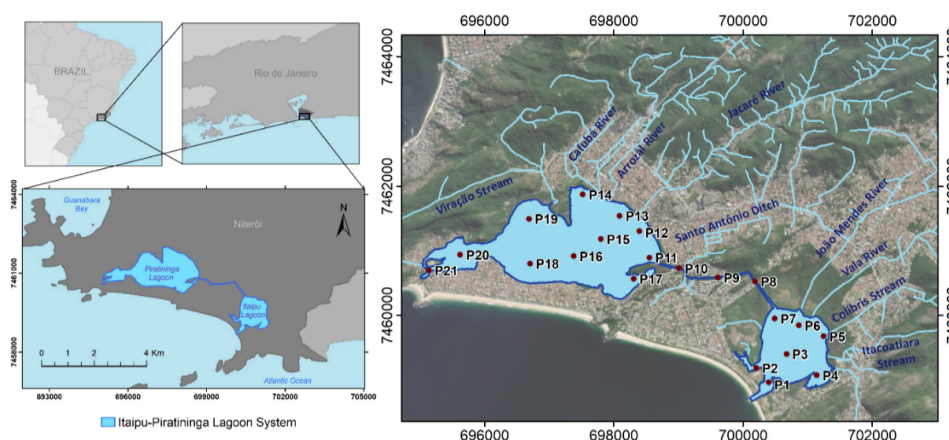 BRAZIL
Rio de Janeiro
7464000
7461000
7458000
Guanabara
Bay
Niterói
N
Piratininga
Lagoon
Itaipu
Lagoon
0 1 2 4 Km
Atlantic Ocean
693000 696000 699000 702000 705000
Itaipu-Piratininga Lagoon System
696000 698000 700000 702000
7464000
7462000
7460000
Viração Stream
Cafubá River
Arrozal River
Jacaré River
Santo Antônio Ditch
João Mendes River
Vala River
Colibris Stream
Itacoatiara
Stream
P14
P19
P13
P12
P15
P20
P16
P11
P18
P10
P21
P17
P9
P8
P7
P6
P5
P3
P2
P4
P1
696000 698000 700000 702000